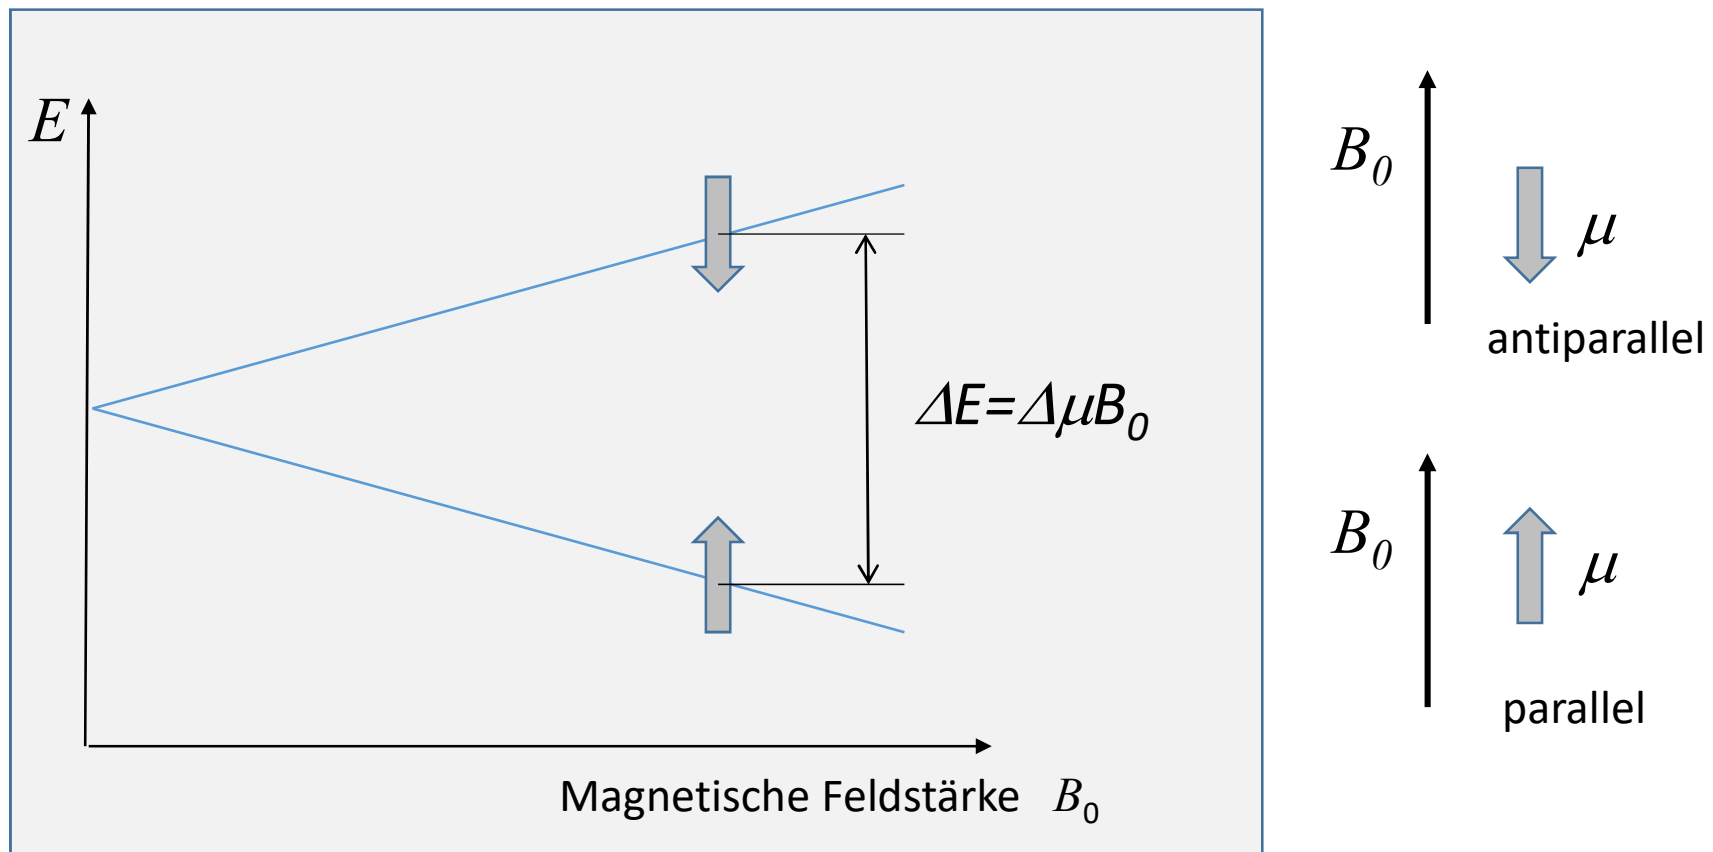 E
ΔE=ΔμB₀
Magnetische Feldstärke B₀
B₀
μ
antiparallel
B₀
μ
parallel